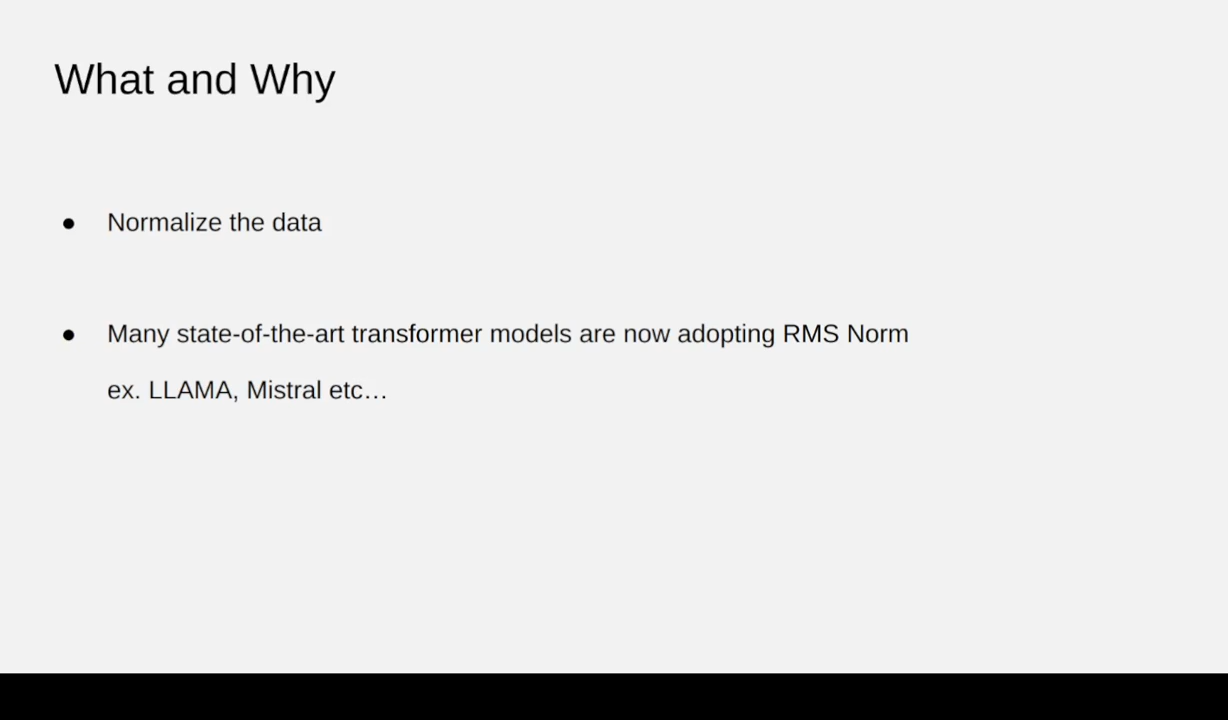 What and Why
● Normalize the data
● Many state-of-the-art transformer models are now adopting RMS Norm
ex. LLAMA, Mistral etc…